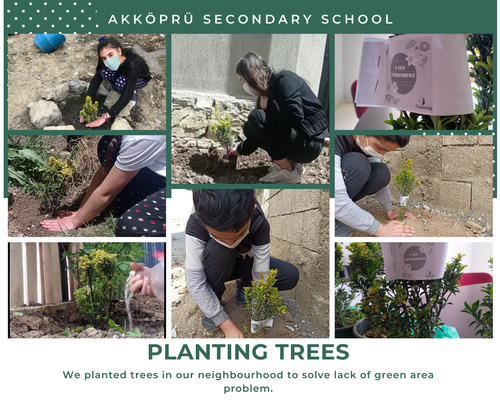 AKKÖPRÜ SECONDARY SCHOOL
PLANTING TREES
We planted trees in our neighbourhood to solve lack of green area
problem.